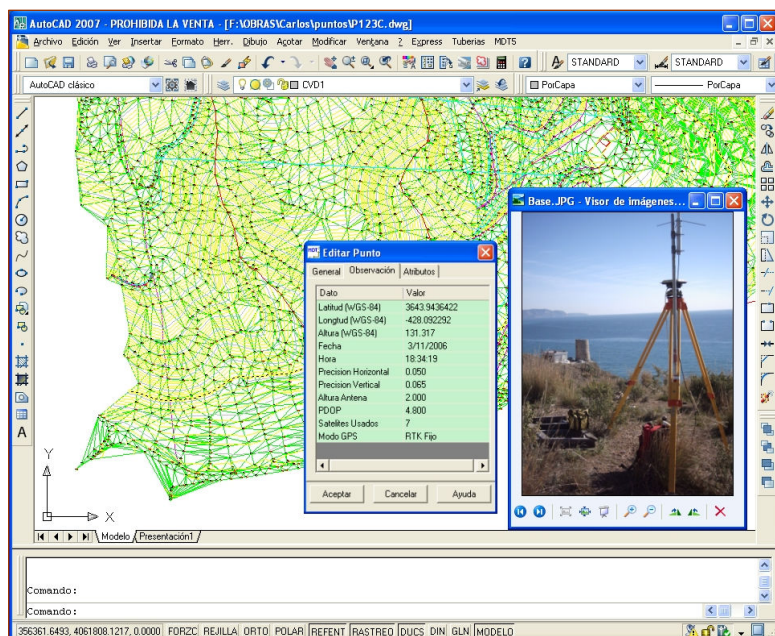 AutoCAD 2007 - PROHIBIDA LA VENTA - [F:\OBRAS\Carlos\puntos\P123C.dwg]
Archivo Edición Ver Insertar Formato Herr. Dibujo Acotar Modificar Ventana ? Express Tuberias MDT5
STANDARD STANDARD
AutoCAD clásico CVD1 PorCapa PorCapa
Base.JPG - Visor de imágenes...
Editar Punto
General Observación Atributos
Dato Valor
Latitud (WGS-84) 3643.9436422
Longtud (WGS-84) -428.092292
Altura (WGS-84) 131.317
Fecha 3/11/2006
Hora 18:34:19
Precision Horizontal 0.050
Precision Vertical 0.065
Altura Antena 2.000
PDOP 4.800
Satelites Usados 7
Modo GPS RTK Fijo
Aceptar Cancelar Ayuda
Y
X
Modelo Presentación1
Comando:
Comando:
356361.6493, 4061808.1217, 0.0000 FORZC REJILLA ORTO POLAR REFENT RASTREO DUCS DIN GLN MODELO